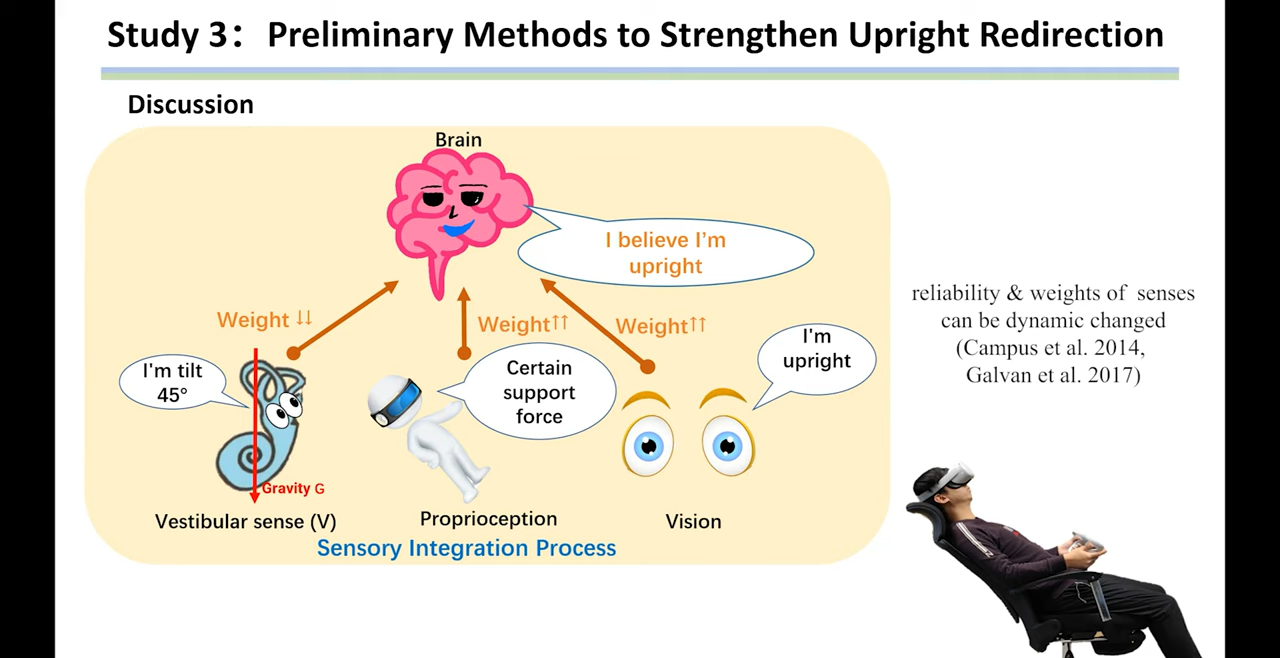 Study 3: Preliminary Methods to Strengthen Upright Redirection
Discussion
Brain
I believe I'm
upright
Weight ↓↓
Weight↑↑
Weight↑↑
I'm tilt
45°
Certain
support
force
I'm
upright
Gravity G
Vestibular sense (V)
Proprioception
Vision
Sensory Integration Process
reliability & weights of senses
can be dynamic changed
(Campus et al. 2014,
Galvan et al. 2017)